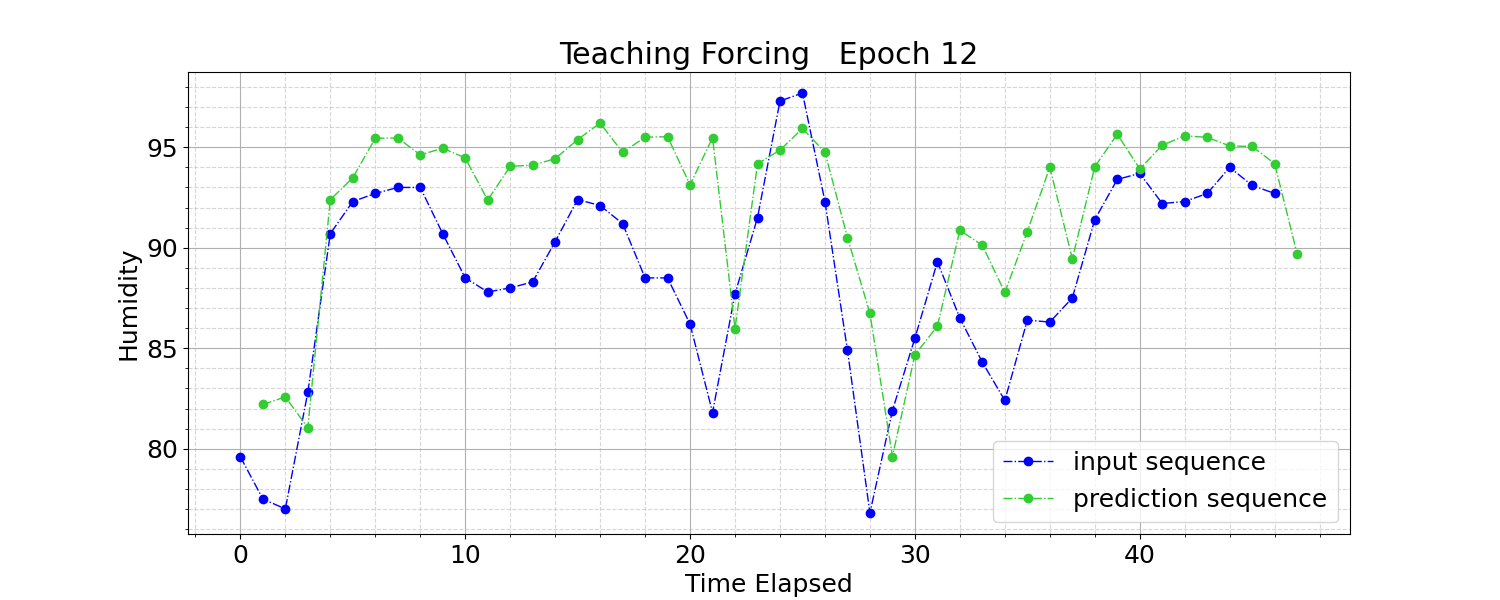 Teaching Forcing   Epoch 12
95
90
85
80
Humidity
input sequence
prediction sequence
0 10 20 30 40
Time Elapsed